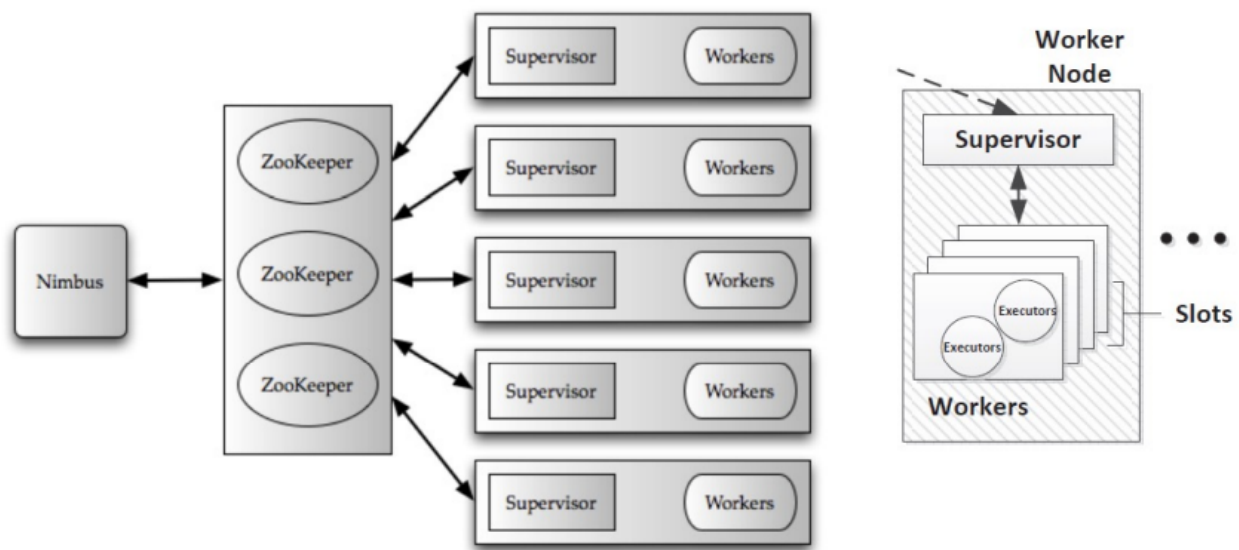 Nimbus
ZooKeeper
ZooKeeper
ZooKeeper
Supervisor Workers
Supervisor Workers
Supervisor Workers
Supervisor Workers
Supervisor Workers
Worker
Node
Supervisor
Executors
Executors
Slots
Workers